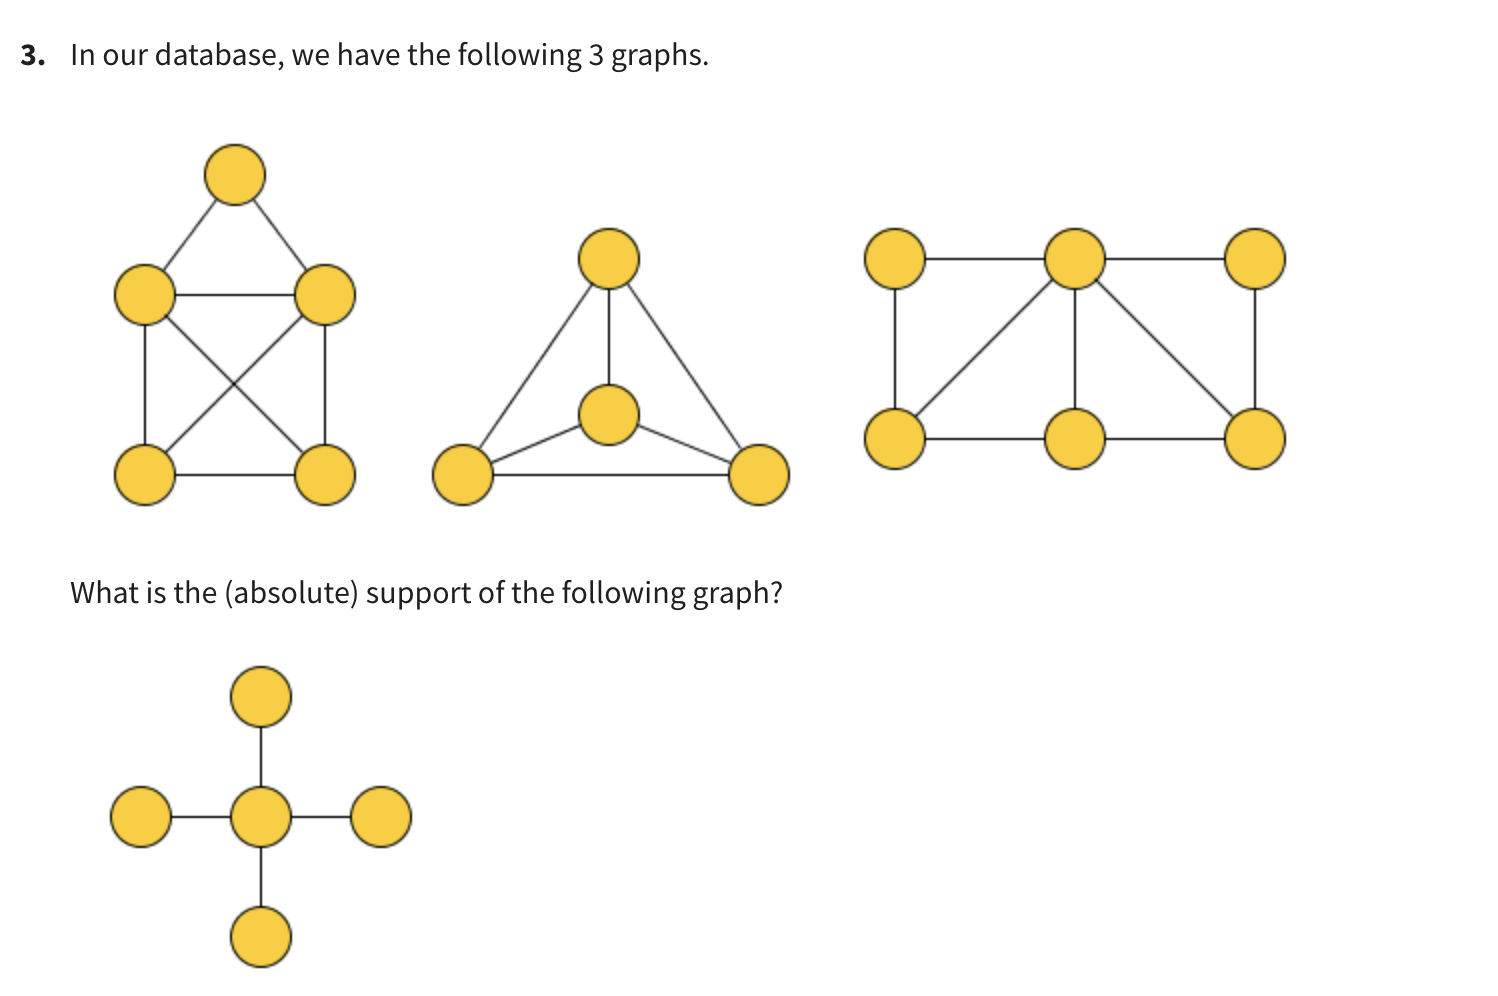 3. In our database, we have the following 3 graphs.
What is the (absolute) support of the following graph?